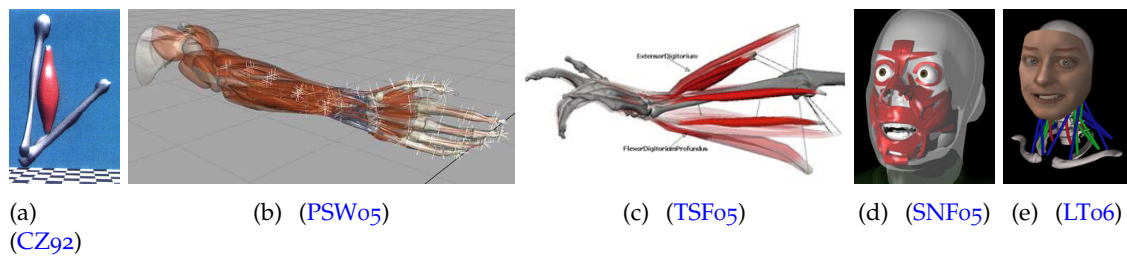 ExtensorDigitorium
FlexorDigitoriumProfundus
(a) (b) (PSW05) (c) (TSF05) (d) (SNF05) (e) (LT06)
(CZ92)